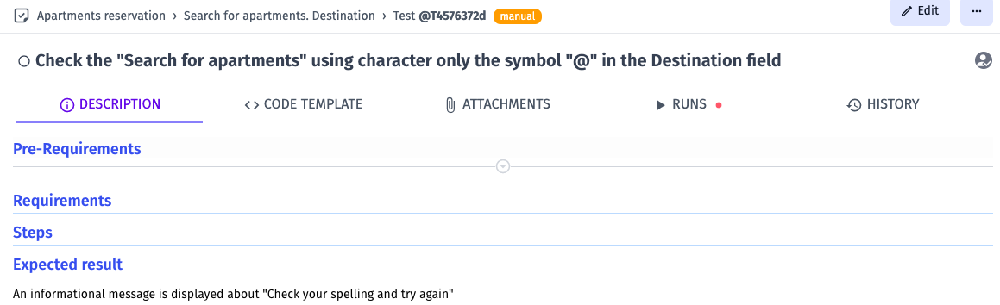 Apartments reservation › Search for apartments. Destination › Test @T4576372d manual
Edit ...
Check the "Search for apartments" using character only the symbol "@" in the Destination field
DESCRIPTION CODE TEMPLATE ATTACHMENTS RUNS HISTORY
Pre-Requirements
Requirements
Steps
Expected result
An informational message is displayed about "Check your spelling and try again"